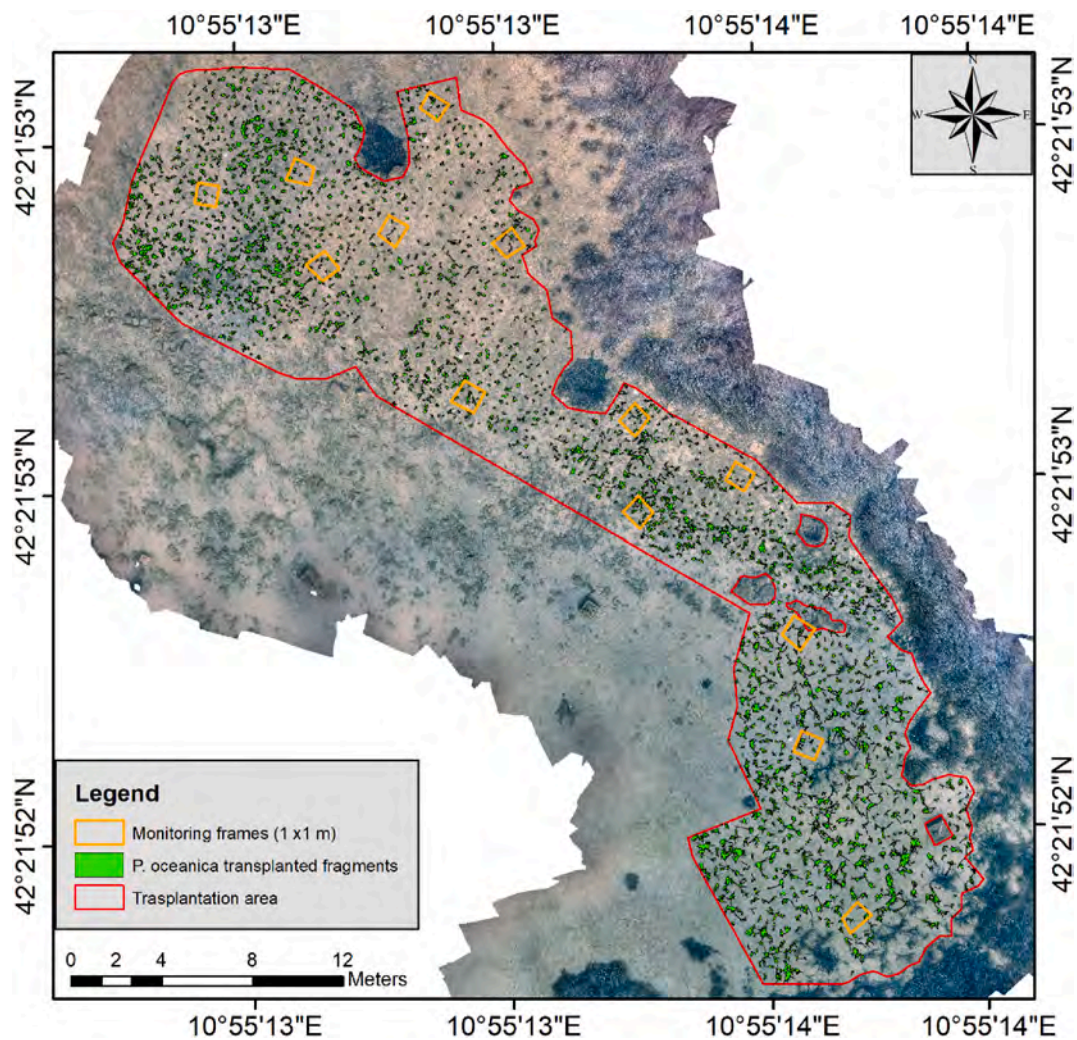 10°55'13"E 10°55'13"E 10°55'14"E 10°55'14"E
42°21'53"N
42°21'53"N
42°21'52"N
42°21'53"N
42°21'53"N
42°21'52"N
N
W E
S
Legend
Monitoring frames (1 x1 m)
P. oceanica transplanted fragments
Trasplantation area
0 2 4 8 12
Meters
10°55'13"E 10°55'13"E 10°55'14"E 10°55'14"E